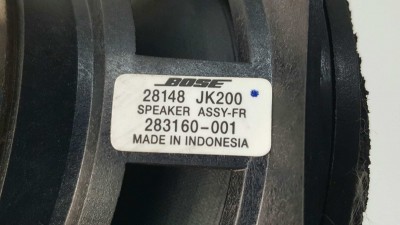 BOSE
28148 JK200
SPEAKER ASSY-FR
283160-001
MADE IN INDONESIA